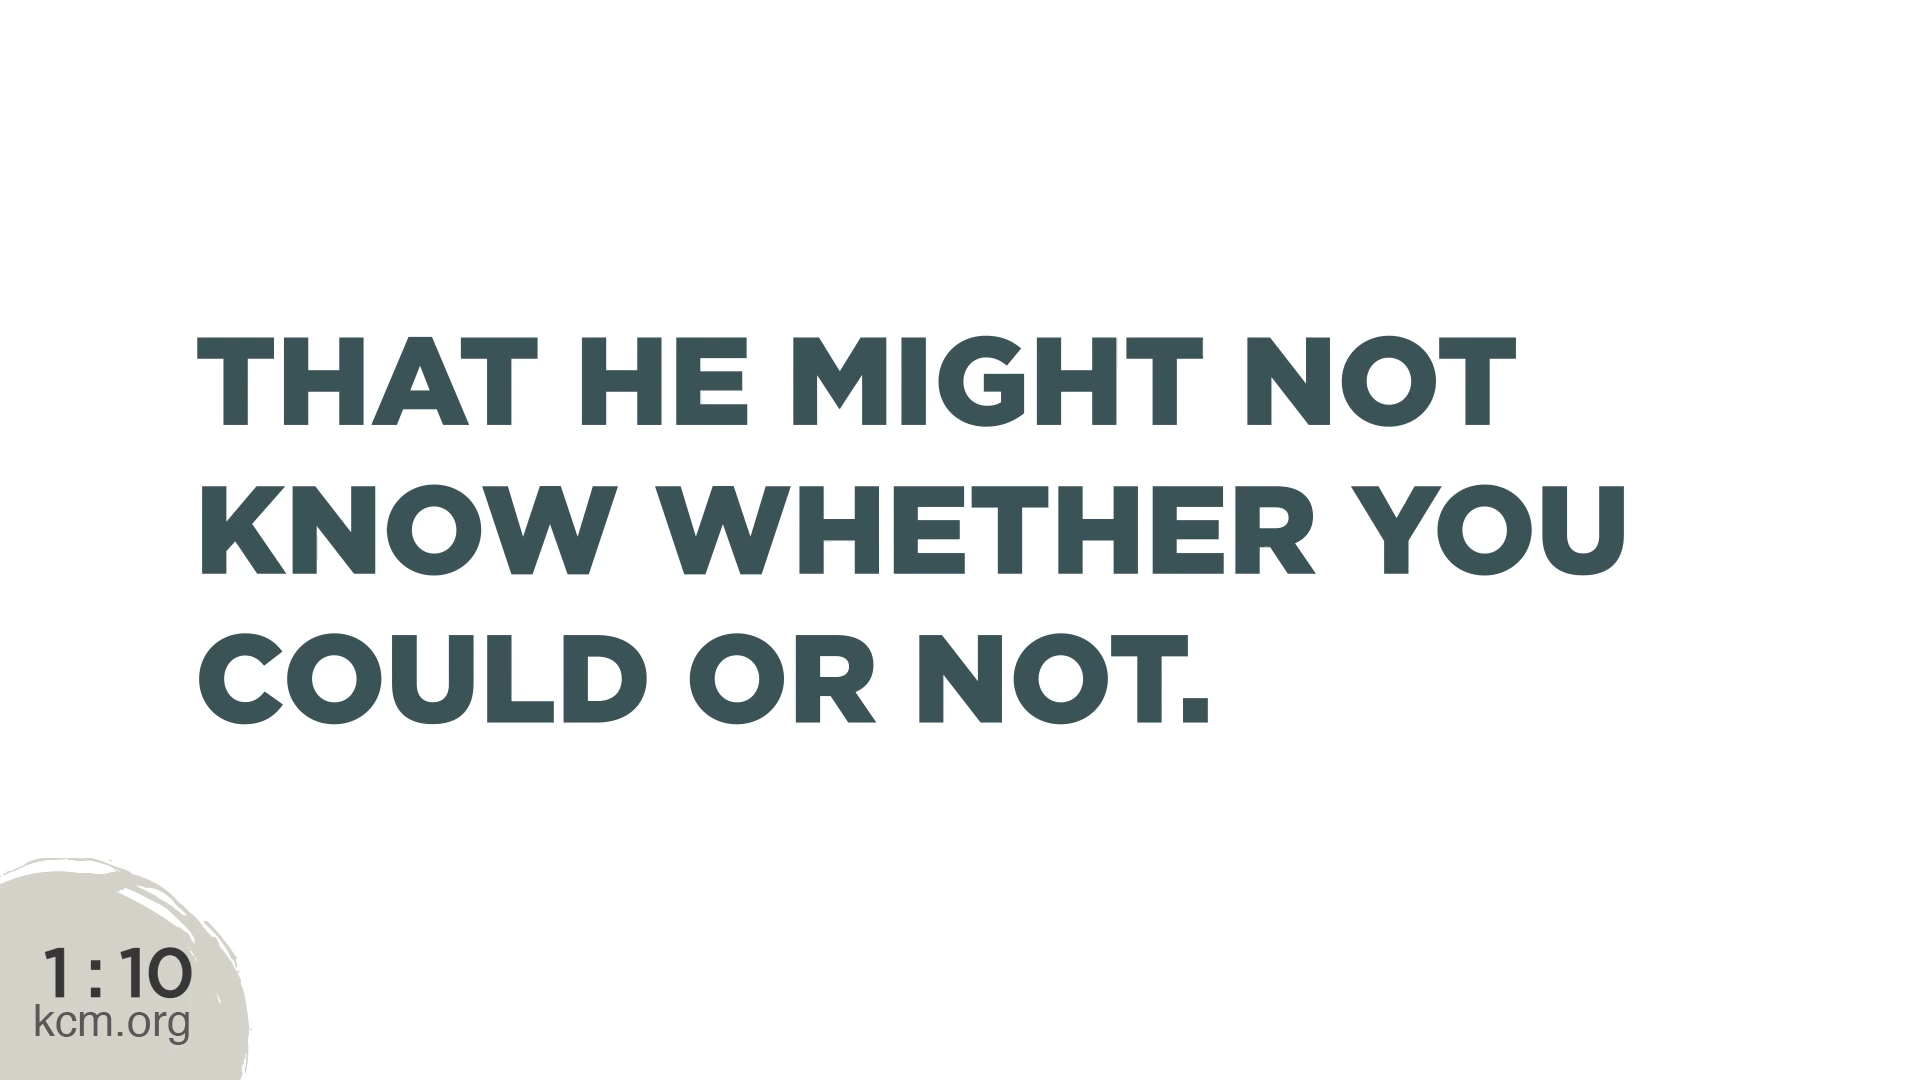 THAT HE MIGHT NOT
KNOW WHETHER YOU
COULD OR NOT.
1:10
kcm.org